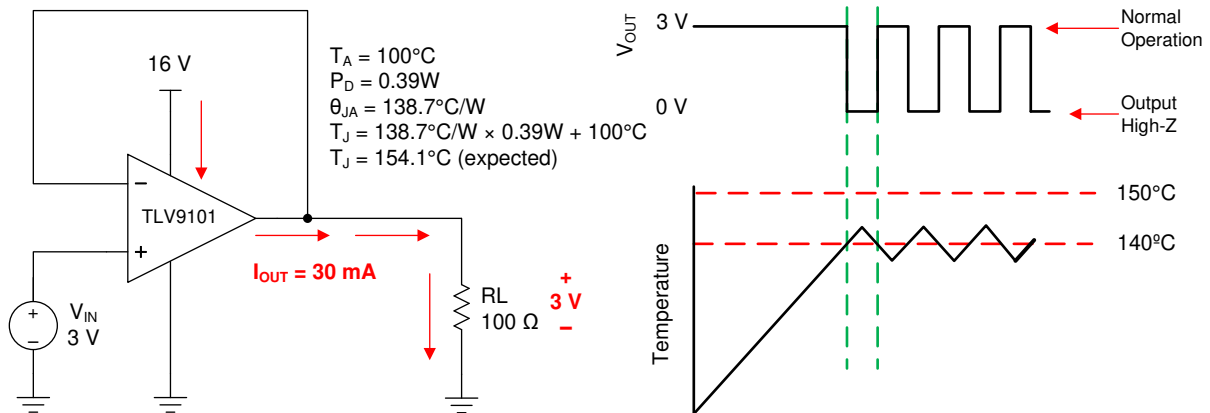 16 V
T_A = 100°C
P_D = 0.39W
θ_JA = 138.7°C/W
T_J = 138.7°C/W × 0.39W + 100°C
T_J = 154.1°C (expected)
−
TLV9101
+
I_OUT = 30 mA
+
−
V_IN
3 V
RL
100 Ω
+
3 V
−
V_OUT
3 V
0 V
Normal
Operation
Output
High-Z
Temperature
150°C
140ºC